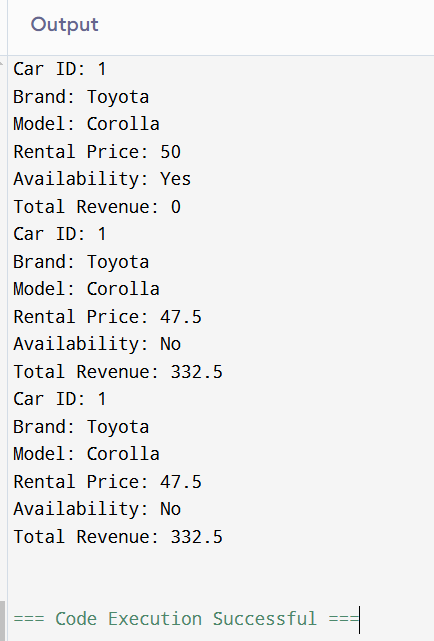 Output
Car ID: 1
Brand: Toyota
Model: Corolla
Rental Price: 50
Availability: Yes
Total Revenue: 0
Car ID: 1
Brand: Toyota
Model: Corolla
Rental Price: 47.5
Availability: No
Total Revenue: 332.5
Car ID: 1
Brand: Toyota
Model: Corolla
Rental Price: 47.5
Availability: No
Total Revenue: 332.5
=== Code Execution Successful ===